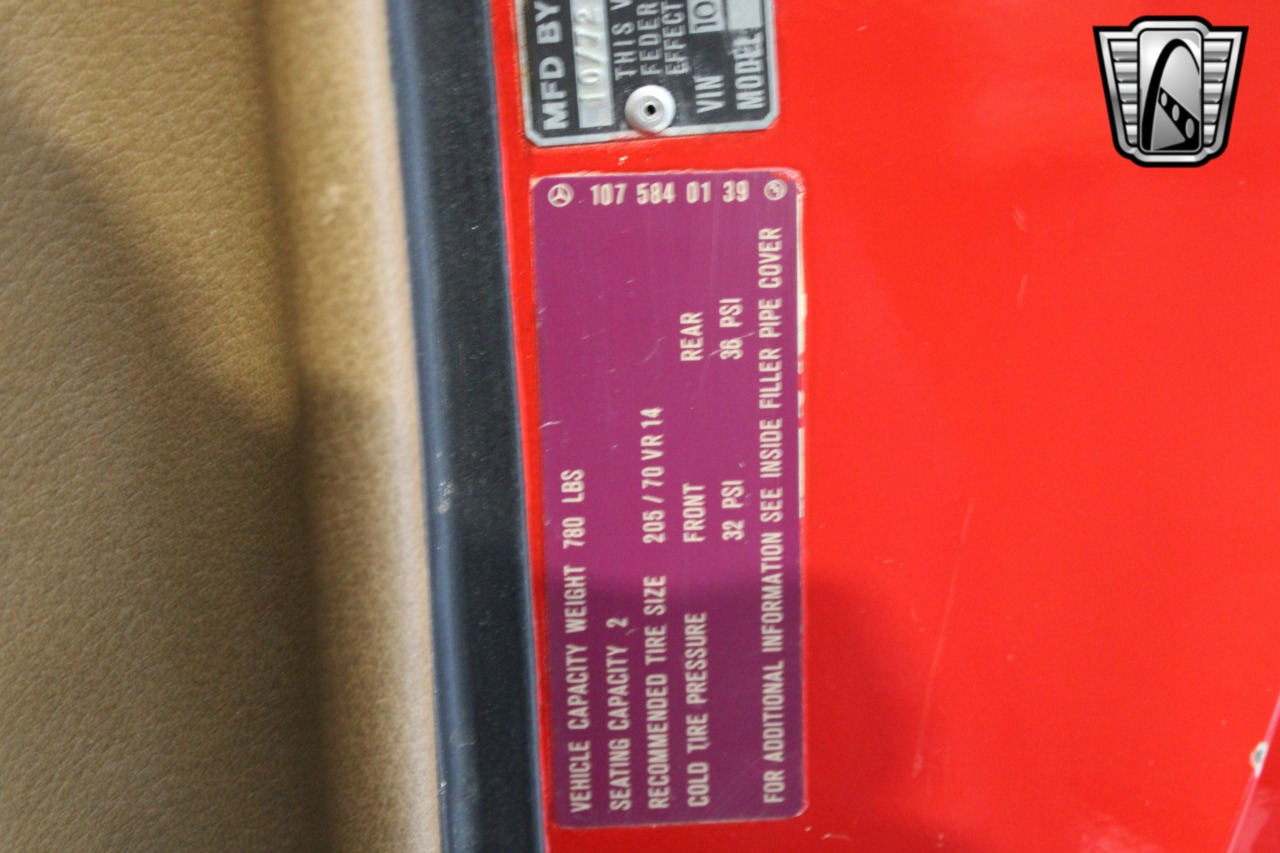 MFD BY
10/72
THIS V
FEDER
EFFECT
VIN 10
MODEL
107 584 01 39
VEHICLE CAPACITY WEIGHT 780 LBS
SEATING CAPACITY 2
RECOMMENDED TIRE SIZE 205 / 70 VR 14
COLD TIRE PRESSURE FRONT REAR
32 PSI 36 PSI
FOR ADDITIONAL INFORMATION SEE INSIDE FILLER PIPE COVER